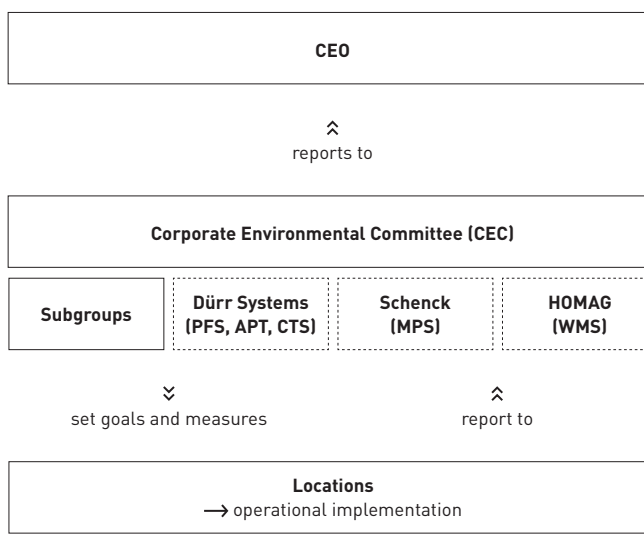 CEO
reports to
Corporate Environmental Committee (CEC)
Subgroups
Dürr Systems
(PFS, APT, CTS)
Schenck
(MPS)
HOMAG
(WMS)
set goals and measures
report to
Locations
→ operational implementation